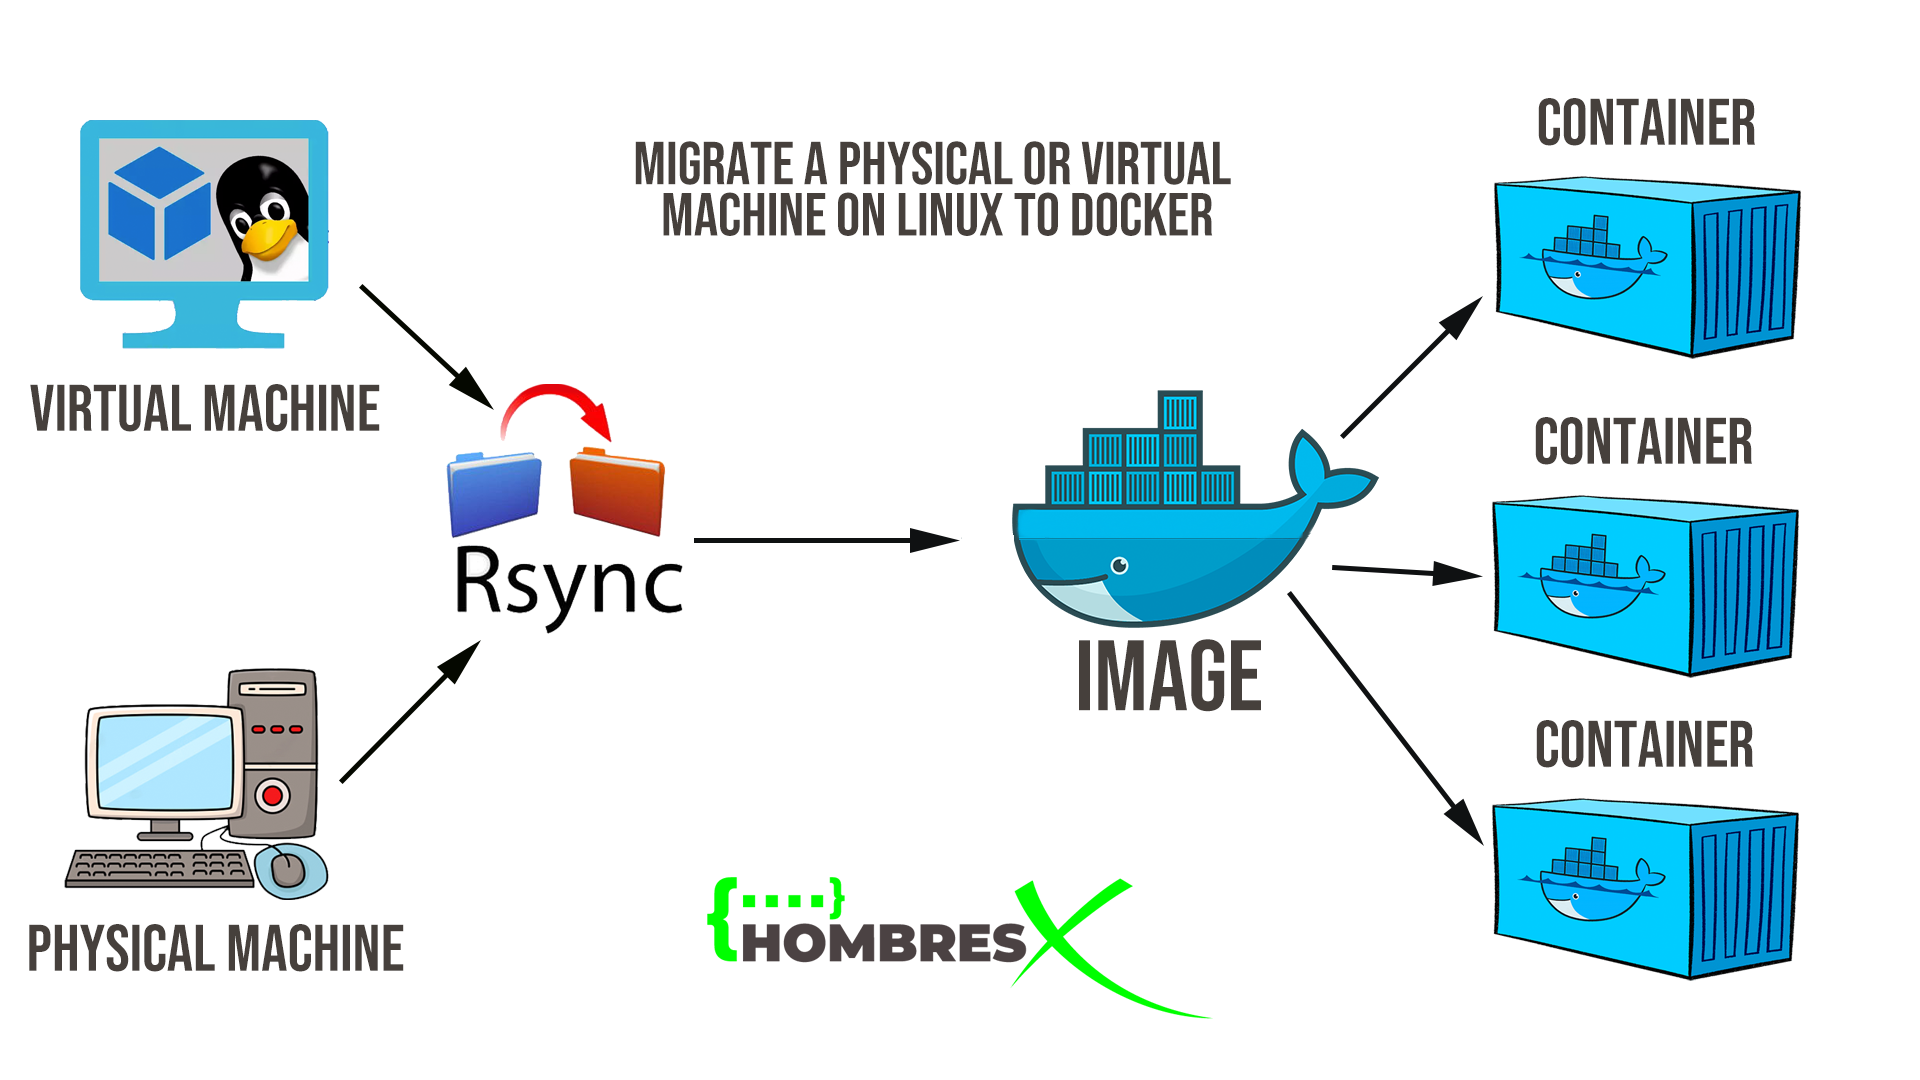 MIGRATE A PHYSICAL OR VIRTUAL
MACHINE ON LINUX TO DOCKER
VIRTUAL MACHINE
PHYSICAL MACHINE
Rsync
IMAGE
CONTAINER
CONTAINER
CONTAINER
{....}
HOMBRESX